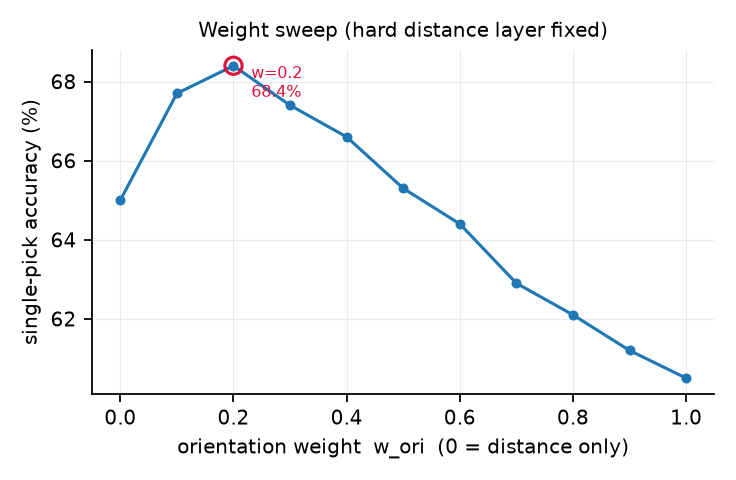 Weight sweep (hard distance layer fixed)
single-pick accuracy (%)
68
66
64
62
w=0.2
68.4%
0.0 0.2 0.4 0.6 0.8 1.0
orientation weight  w_ori  (0 = distance only)